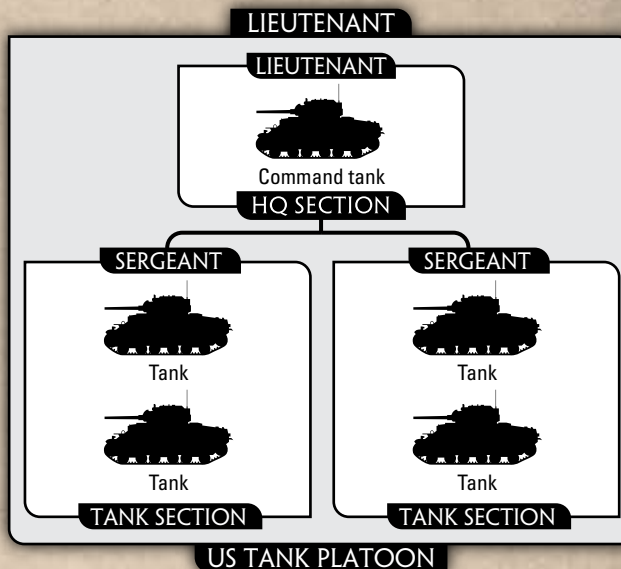 LIEUTENANT
LIEUTENANT
Command tank
HQ SECTION
SERGEANT
Tank
Tank
TANK SECTION
SERGEANT
Tank
Tank
TANK SECTION
US TANK PLATOON